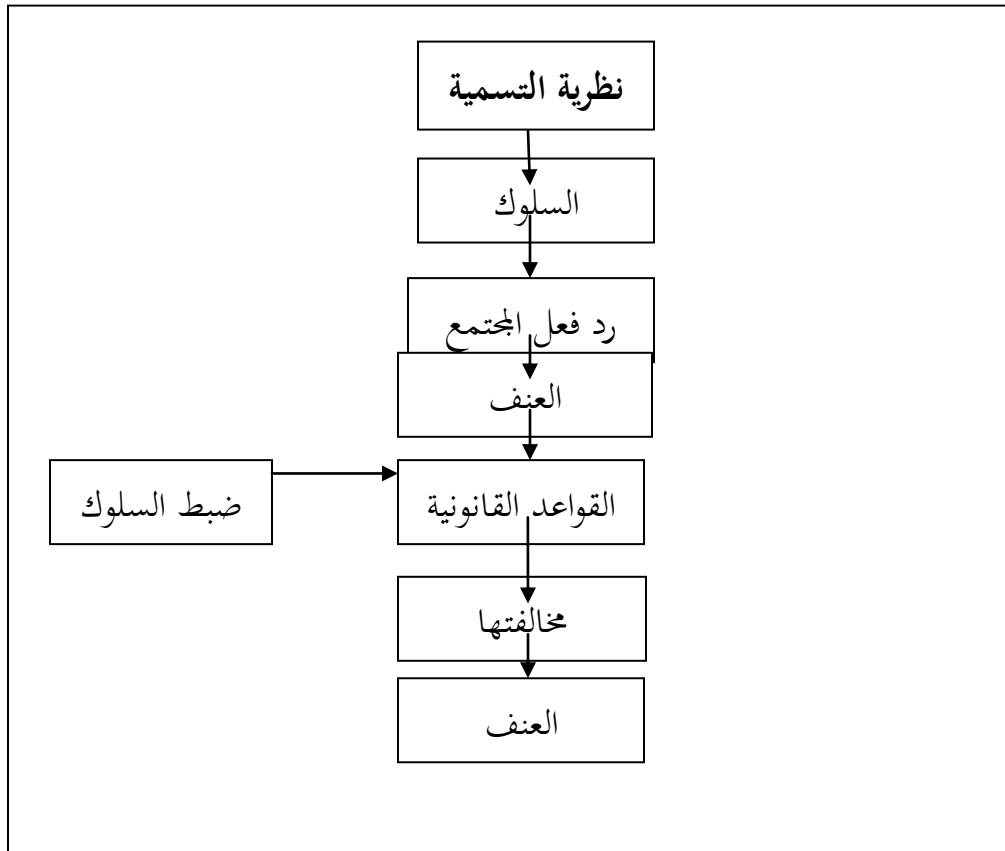 نظرية التسمية
السلوك
رد فعل المجتمع
العنف
القواعد القانونية
ضبط السلوك
مخالفتها
العنف